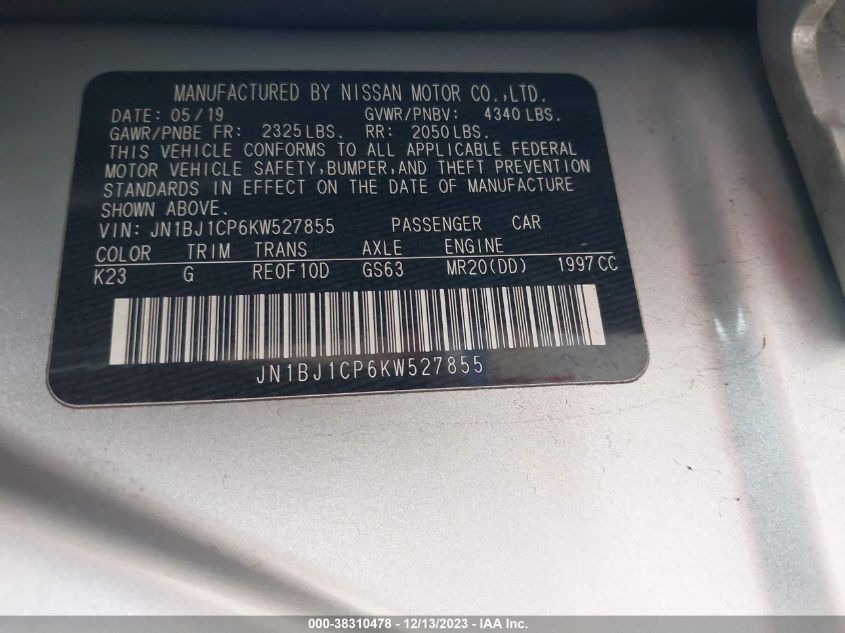 MANUFACTURED BY NISSAN MOTOR CO.,LTD.
DATE: 05/19 GVWR/PNBV: 4340 LBS.
GAWR/PNBE FR: 2325 LBS. RR: 2050 LBS.
THIS VEHICLE CONFORMS TO ALL APPLICABLE FEDERAL
MOTOR VEHICLE SAFETY,BUMPER,AND THEFT PREVENTION
STANDARDS IN EFFECT ON THE DATE OF MANUFACTURE
SHOWN ABOVE.
VIN: JN1BJ1CP6KW527855 PASSENGER CAR
COLOR TRIM TRANS AXLE ENGINE
K23 G RE0F10D GS63 MR20(DD) 1997 CC
JN1BJ1CP6KW527855
000-38310478 - 12/13/2023 - IAA Inc.